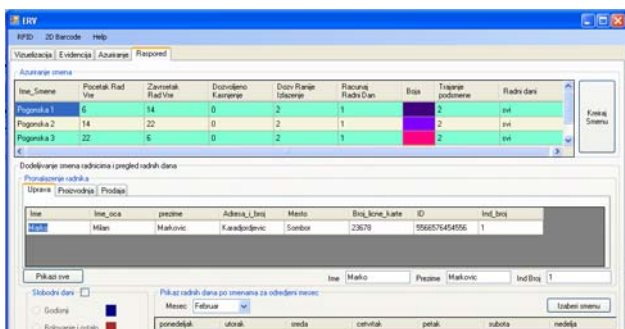 ERV
RFID 2D Barcode Help
Vizuelizacija Evidencija Azuriranje Raspored
Azuriranje smena
Ime_Smene Pocetak Rad Vre Zavrsetak Rad Vre Dozvoljeno Kasnjenje Dozv Ranije Izlazenje Racunaj Radni Dan Boja Trajanje podsmene Radni dani
Pogonska 1 6 14 0 2 1 2 svi
Pogonska 2 14 22 0 2 1 2 svi
Pogonska 3 22 6 0 2 1 2 svi
Kreiraj Smenu
Dodeljivanje smena radnicima i pregled radnih dana
Pronalazenje radnika
Uprava Proizvodnja Prodaja
Ime Ime_oca prezime Adresa_i_broj Mesto Broj_licne_karte ID Ind_broj
Marko Milan Markovic Karadjordjevic Sombor 23678 5566576454556 1
Prikazi sve Ime Marko Prezime Markovic Ind Broj 1
Slobodni dani Prikaz radnih dana po smenama za odredjeni mesec
Godisnji Mesec Februar Izaberi smenu
Bolovanje i ostalo ponedeljak utorak sreda cetvrtak petak subota nedelja